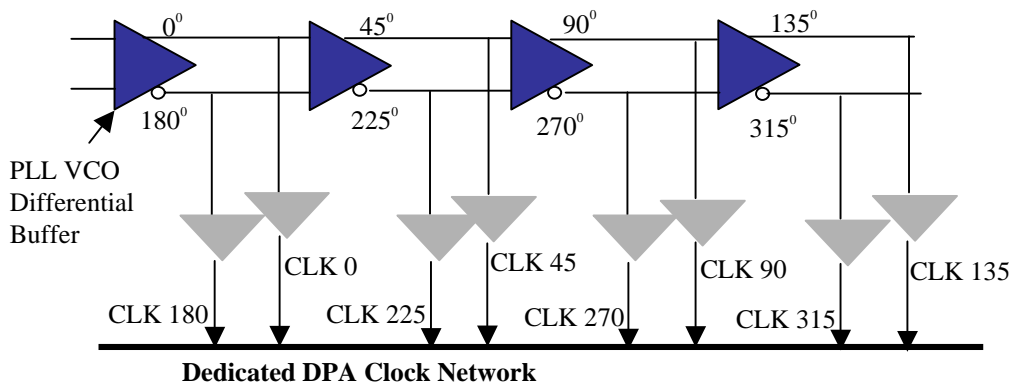 0⁰
45⁰
90⁰
135⁰
180⁰
225⁰
270⁰
315⁰
PLL VCO
Differential
Buffer
CLK 0
CLK 45
CLK 90
CLK 135
CLK 180
CLK 225
CLK 270
CLK 315
Dedicated DPA Clock Network